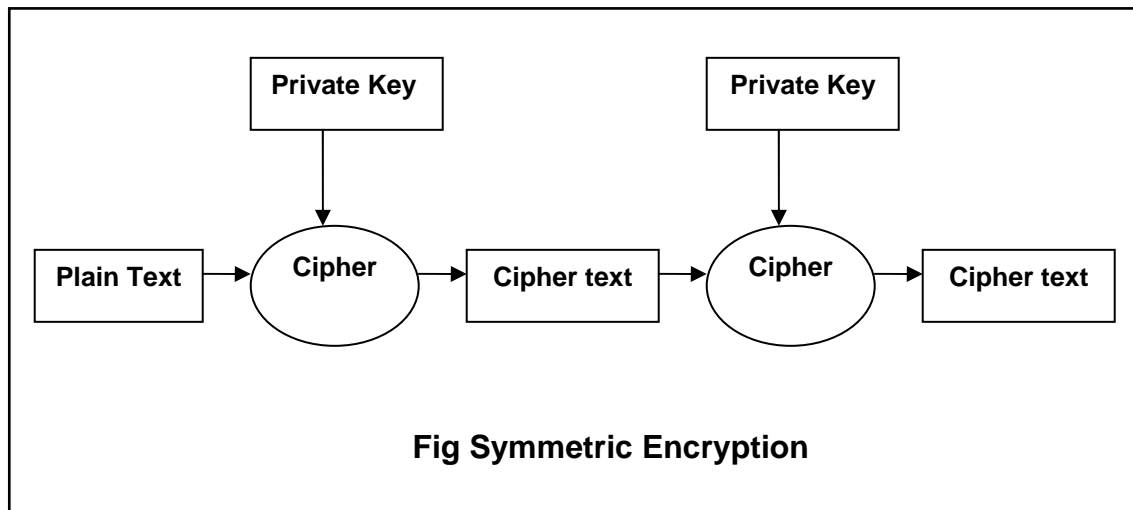 Private Key
Private Key
Plain Text
Cipher
Cipher text
Cipher
Cipher text
Fig Symmetric Encryption